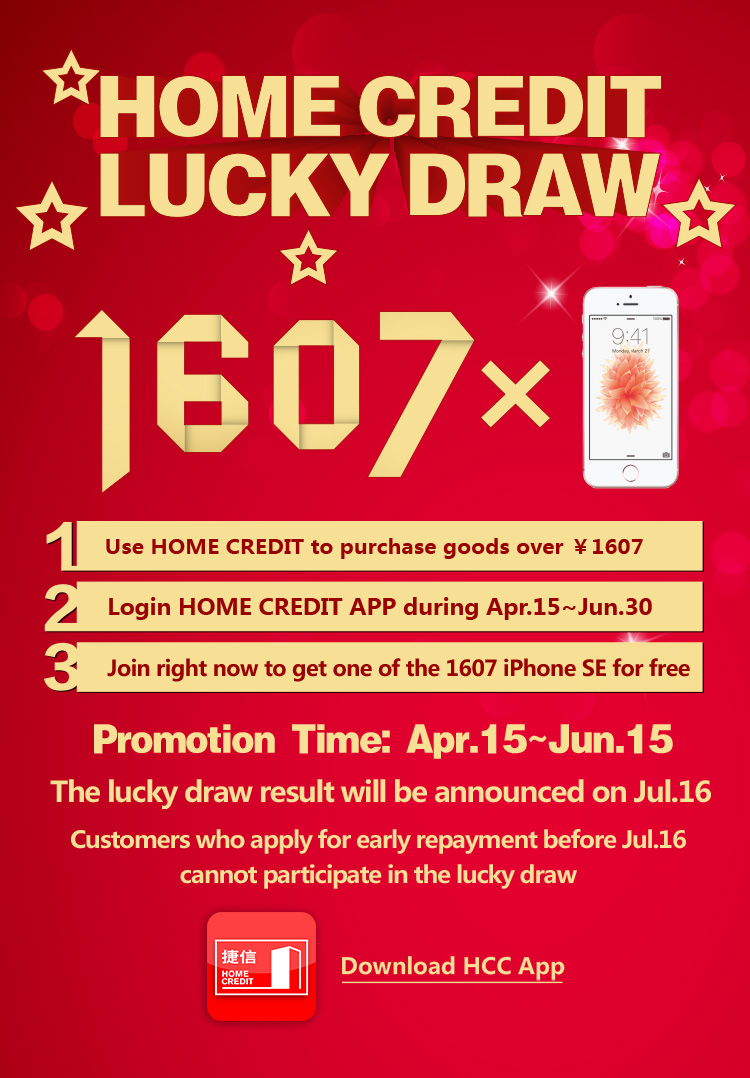 HOME CREDIT
LUCKY DRAW
1607×
9:41
Monday, March 21
1 Use HOME CREDIT to purchase goods over ¥1607
2 Login HOME CREDIT APP during Apr.15~Jun.30
3 Join right now to get one of the 1607 iPhone SE for free
Promotion Time: Apr.15~Jun.15
The lucky draw result will be announced on Jul.16
Customers who apply for early repayment before Jul.16
cannot participate in the lucky draw
捷信
HOME
CREDIT
Download HCC App